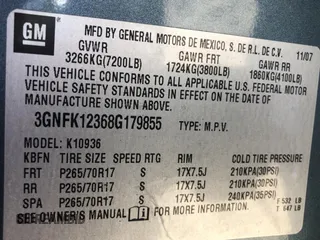 GM
MFD BY GENERAL MOTORS DE MEXICO, S. DE R.L. DE C.V. 11/07
GVWR GAWR FRT GAWR RR
3266KG(7200LB) 1724KG(3800LB) 1860KG(4100LB)
THIS VEHICLE CONFORMS TO ALL APPLICABLE U.S. FEDERAL MOTOR
VEHICLE SAFETY STANDARDS IN EFFECT ON THE DATE OF
MANUFACTURE SHOWN ABOVE.
3GNFK12368G179855 TYPE: M.P.V.
MODEL: K10936
KBFN TIRE SIZE SPEED RTG RIM COLD TIRE PRESSURE
FRT P265/70R17 S 17X7.5J 210KPA(30PSI)
RR P265/70R17 S 17X7.5J 210KPA(30PSI)
SPA P265/70R17 S 17X7.5J 240KPA(35PSI)
SEE OWNER'S MANUAL FOR MORE INFORMATION. F 532 LB
T 647 LB